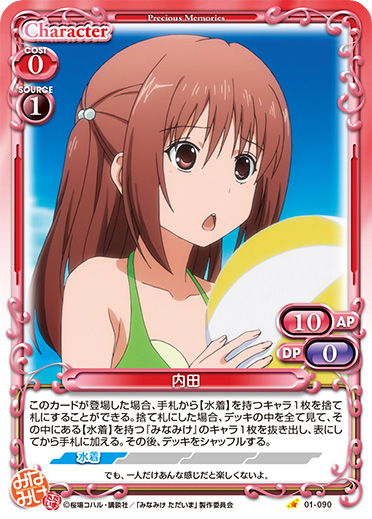 Precious Memories
Character
COST
0
SOURCE
1
10 AP
DP 0
内田
このカードが登場した場合、手札から【水着】を持つキャラ1枚を捨て
札にすることができる。捨て札にした場合、デッキの中を全て見て、そ
の中にある【水着】を持つ「みなみけ」のキャラ1枚を抜き出し、表にし
てから手札に加える。その後、デッキをシャッフルする。
水着
でも、一人だけあんな感じだと楽しくないよ。
みなみけ
ただいま
©桜場コハル・講談社/「みなみけ ただいま」製作委員会
01-090